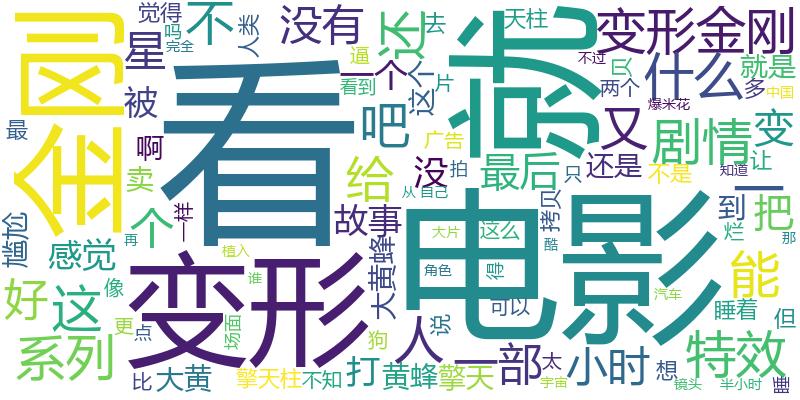 觉得
吗
完全
不
没有
天柱
变形金刚
金刚
星
人类
逼
还
去
就
不过
贝
就是
看
一个
看到
这个
片
什么
两个
多
中国
被
吧
爆米花
最
啊
广告
又
剧情
变
卖
给
没
拍
最后
还是
不是
知道
让
只
一
尴尬
个
一样
故事
从
自己
电影
拷贝
到
把
感觉
再
植入
大黄蜂
大片
这么
酷
烂
那
好
这
像
谁
角色
得
能
更
点
场面
变形
狗
说
可以
汽车
睡着
但
系列
人
一部
太
小时
想
特效
比
大黄
擎天柱
不知
打
黄蜂
擎天
宇宙
镜头
半小时
里